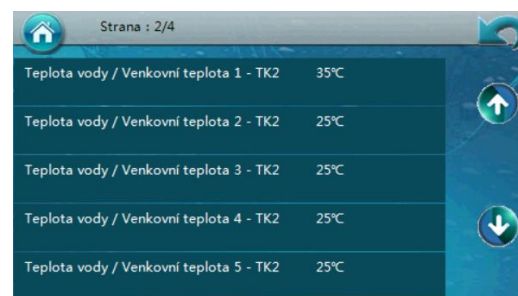 Strana : 2/4
Teplota vody / Venkovní teplota 1 - TK2 35℃
Teplota vody / Venkovní teplota 2 - TK2 25℃
Teplota vody / Venkovní teplota 3 - TK2 25℃
Teplota vody / Venkovní teplota 4 - TK2 25℃
Teplota vody / Venkovní teplota 5 - TK2 25℃